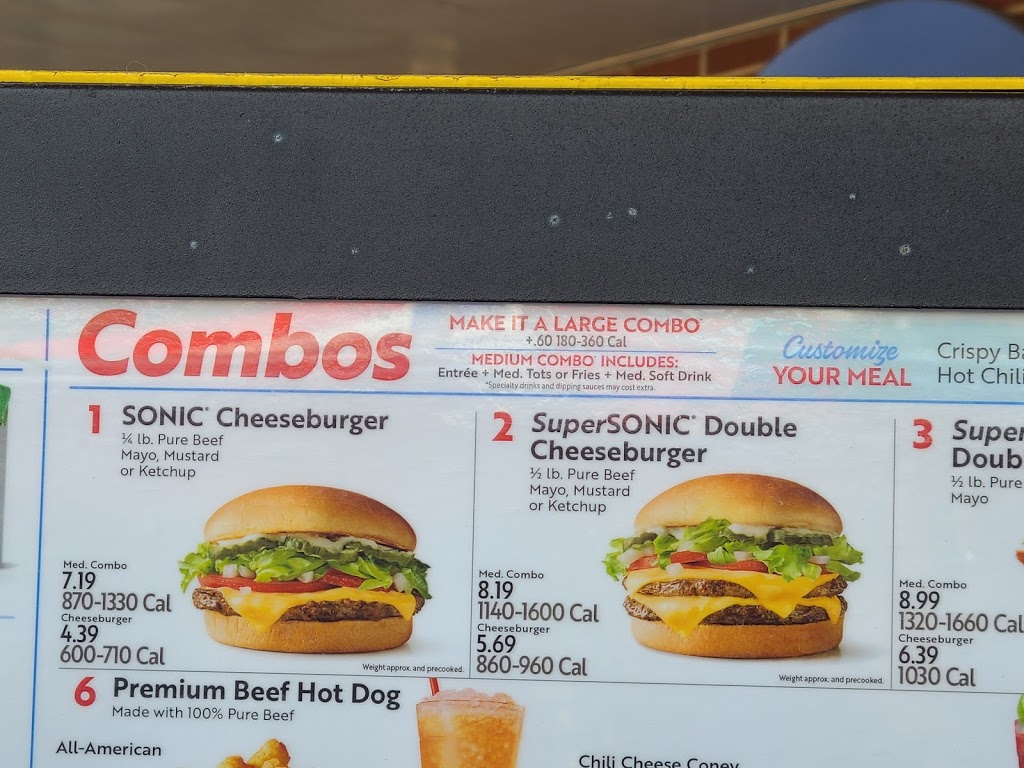 Combos
MAKE IT A LARGE COMBO
+.60 180-360 Cal
MEDIUM COMBO INCLUDES:
Entrée + Med. Tots or Fries + Med. Soft Drink
*Specialty drinks and dipping sauces may cost extra.
Customize
YOUR MEAL
Crispy Ba
Hot Chili
1 SONIC® Cheeseburger
¼ lb. Pure Beef
Mayo, Mustard
or Ketchup
Med. Combo
7.19
870-1330 Cal
Cheeseburger
4.39
600-710 Cal
Weight approx. and precooked.
2 SuperSONIC® Double
Cheeseburger
½ lb. Pure Beef
Mayo, Mustard
or Ketchup
Med. Combo
8.19
1140-1600 Cal
Cheeseburger
5.69
860-960 Cal
Weight approx. and precooked.
3 Super
Doub
½ lb. Pure
Mayo
Med. Combo
8.99
1320-1660 Cal
Cheeseburger
6.39
1030 Cal
6 Premium Beef Hot Dog
Made with 100% Pure Beef
All-American
Chili Cheese Coney